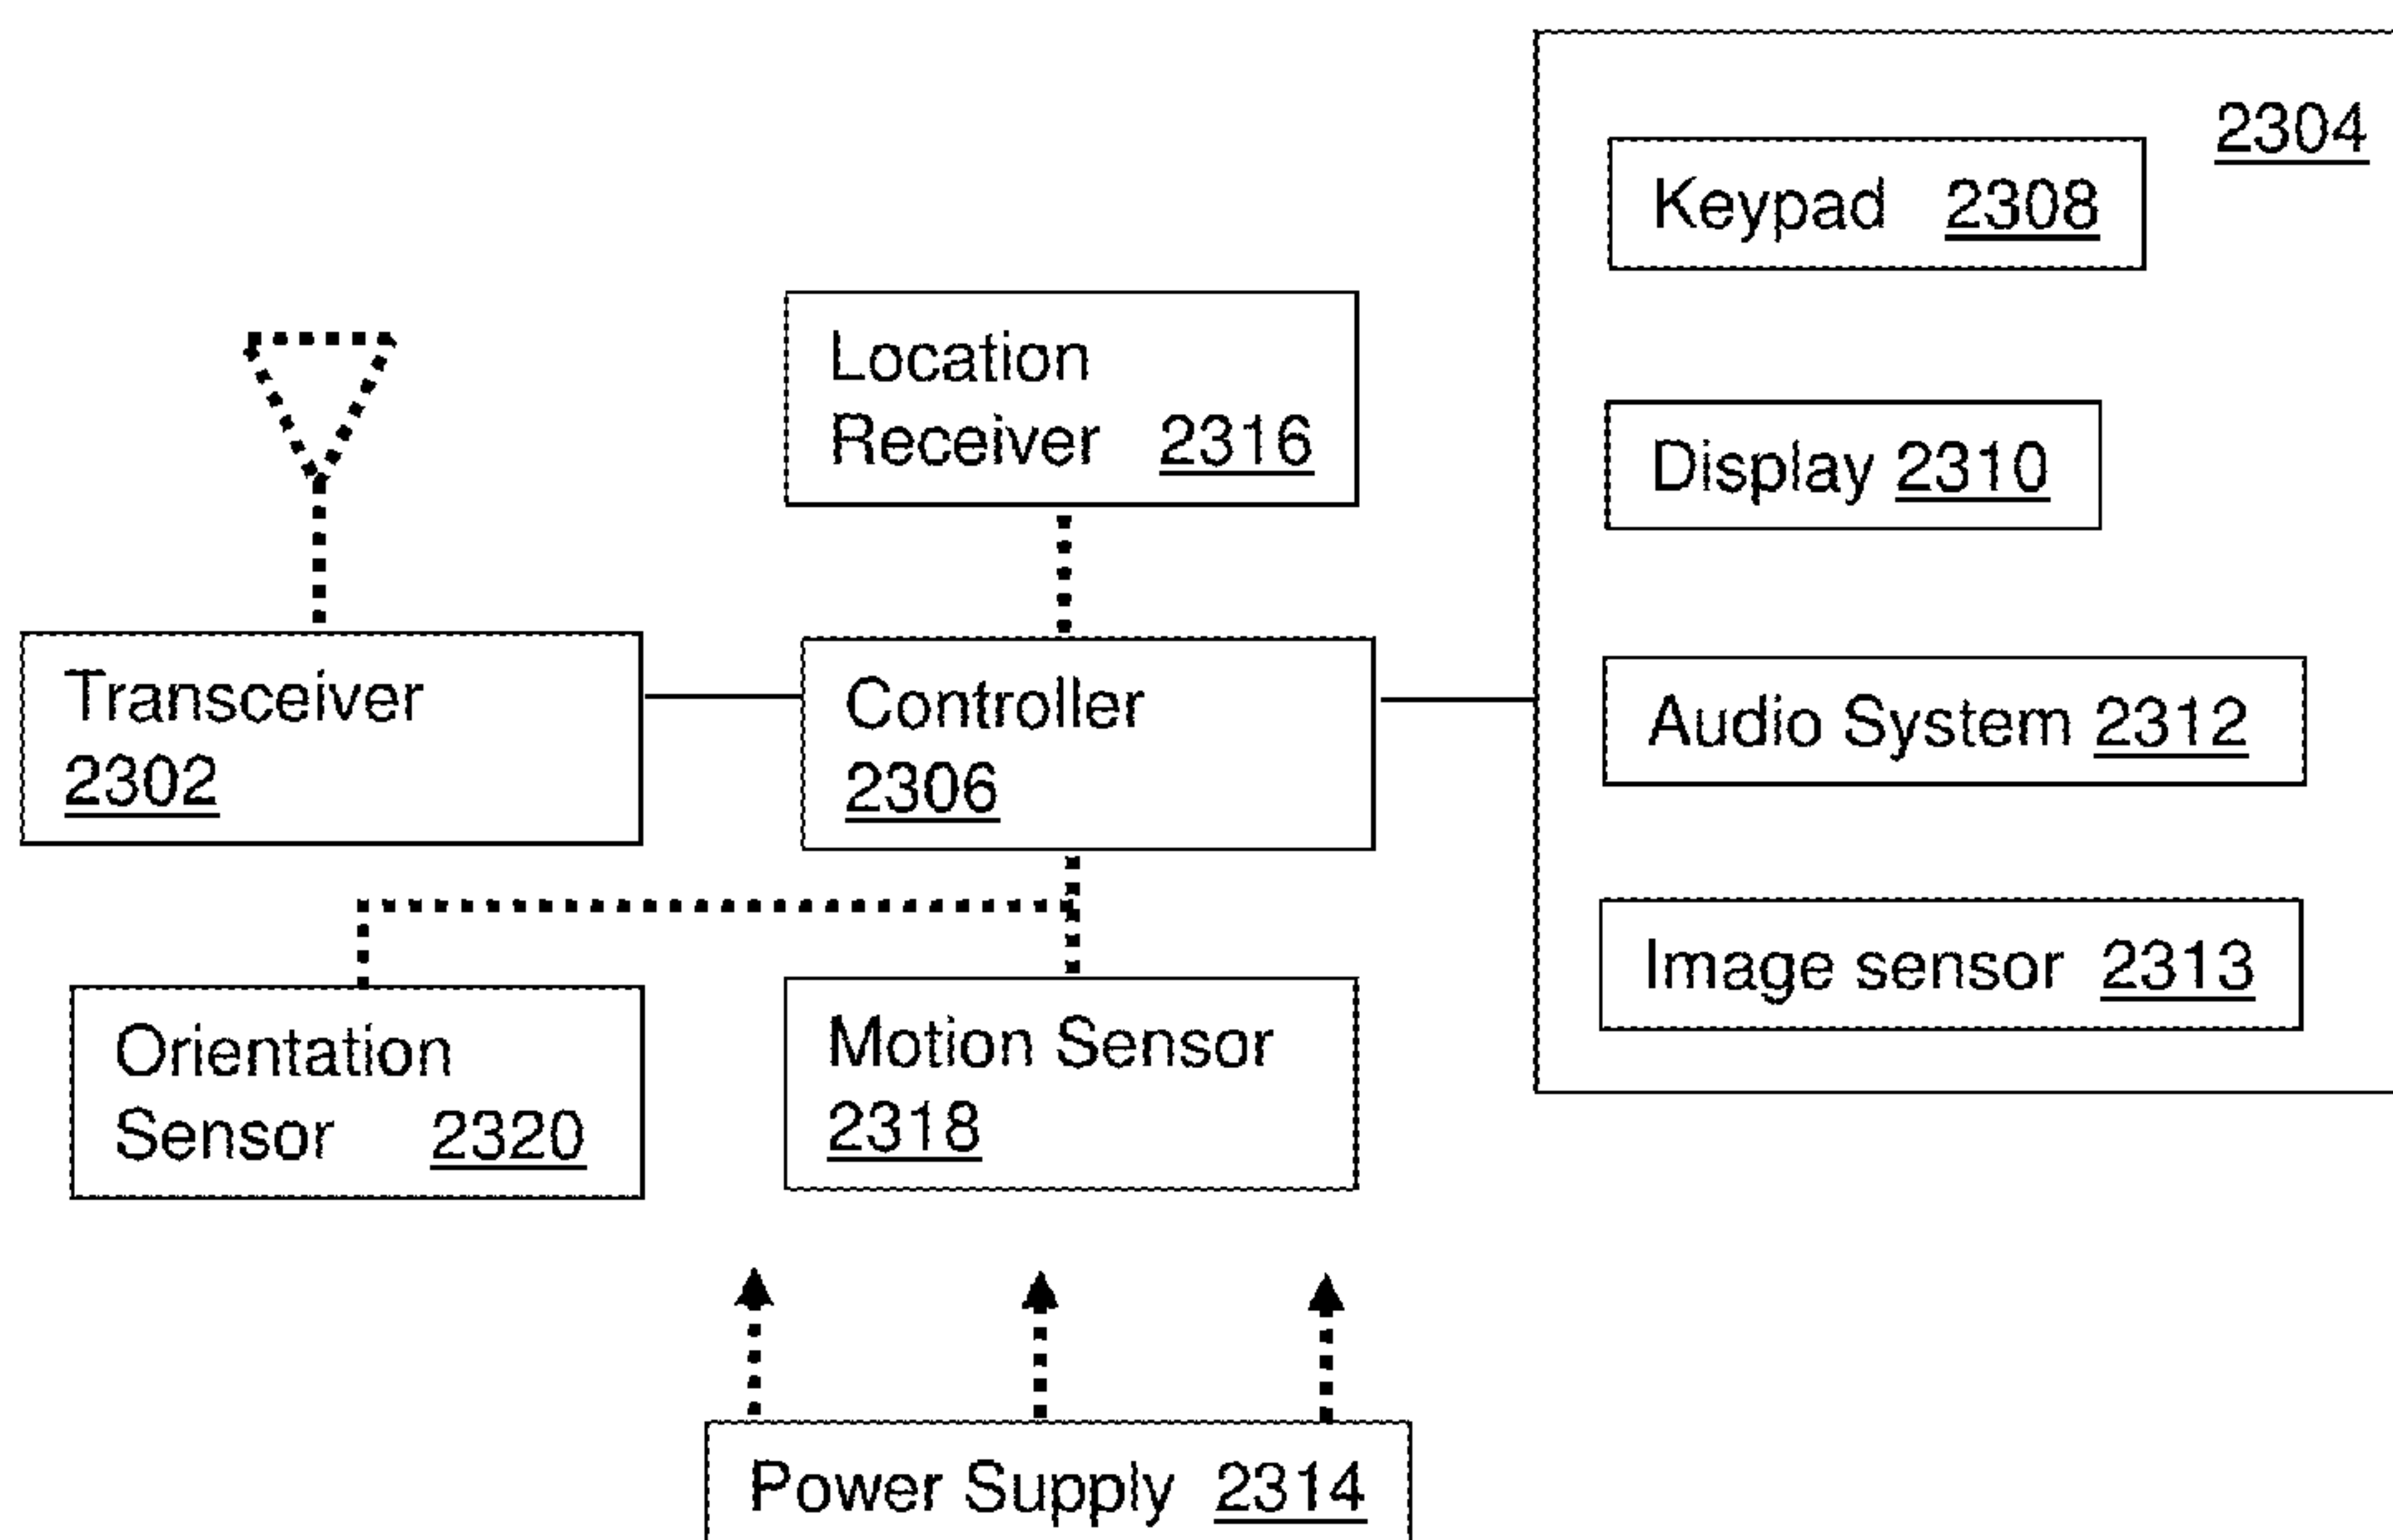 2304
Keypad 2308
Location
Receiver 2316
Display 2310
Transceiver
2302
Controller
2306
Audio System 2312
Image sensor 2313
Orientation
Sensor 2320
Motion Sensor
2318
Power Supply 2314